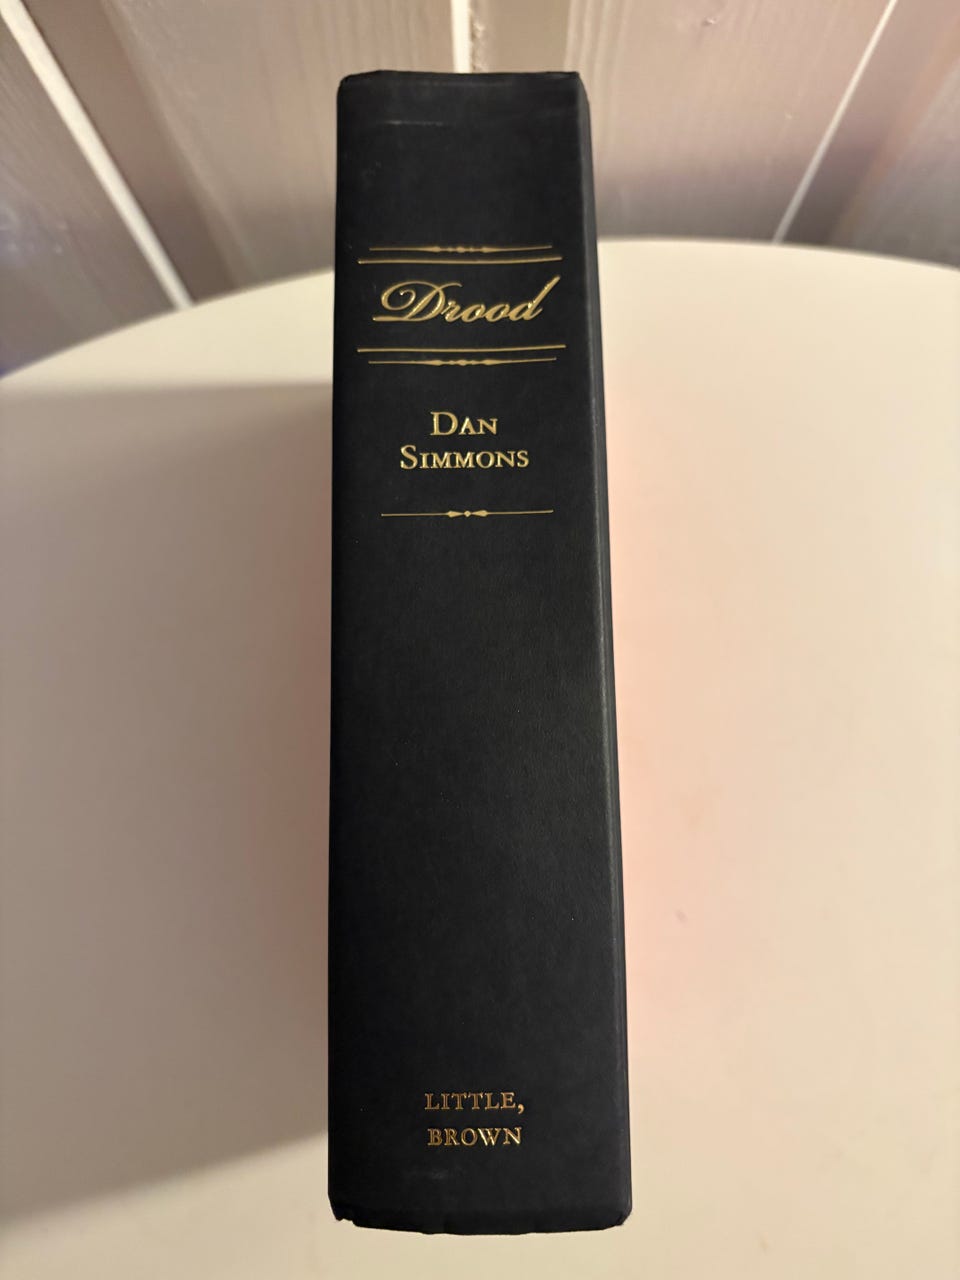 Drood
DAN
SIMMONS
LITTLE,
BROWN